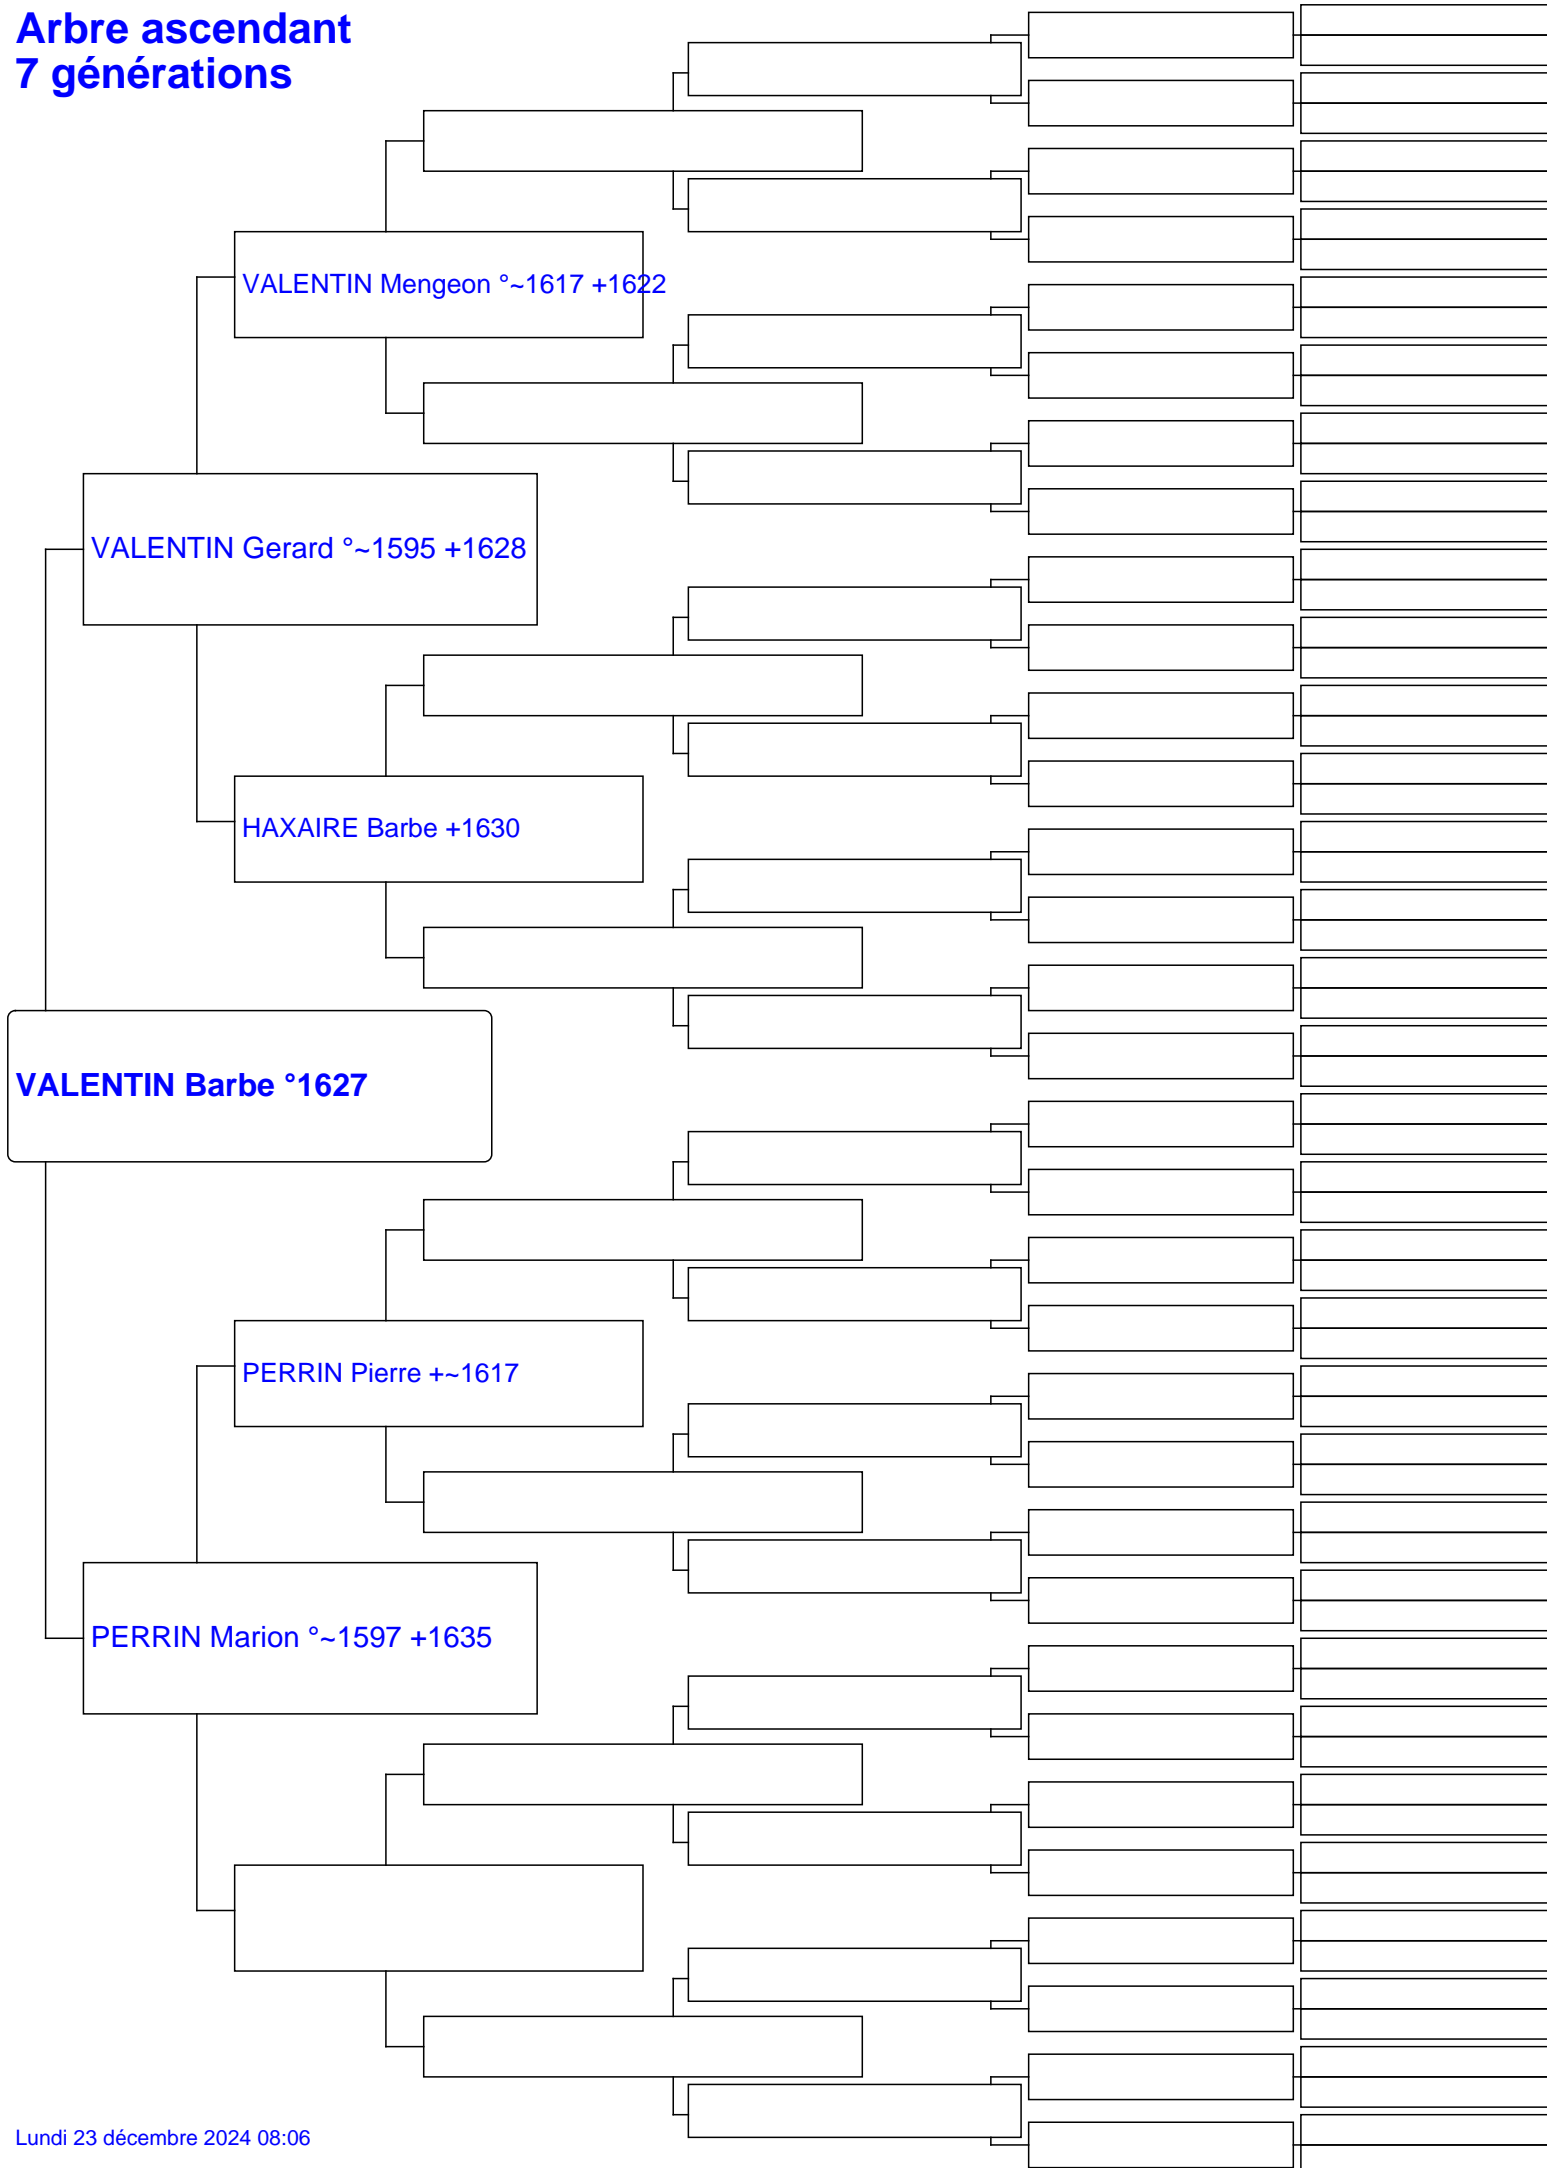 Arbre ascendant
7 générations
VALENTIN Mengeon °~1617 +1622
VALENTIN Gerard °~1595 +1628
HAXAIRE Barbe +1630
VALENTIN Barbe °1627
PERRIN Pierre +~1617
PERRIN Marion °~1597 +1635
Lundi 23 décembre 2024 08:06